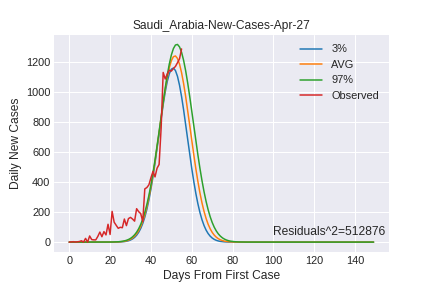 Saudi_Arabia-New-Cases-Apr-27
3%
AVG
97%
Observed
1200
1000
800
600
400
200
0
Daily New Cases
Residuals^2=512876
0 20 40 60 80 100 120 140
Days From First Case